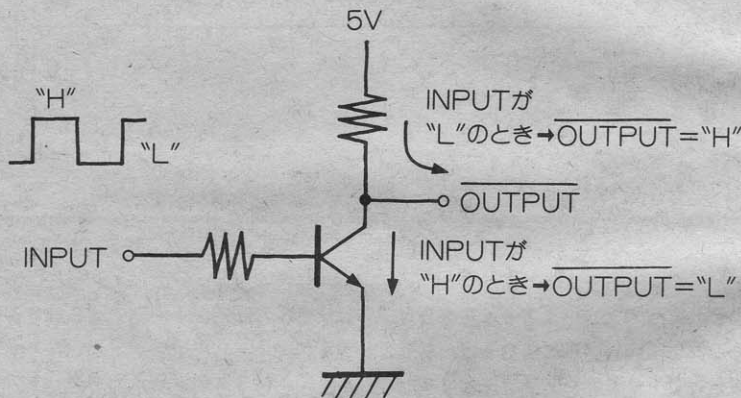 5V
"H"
"L"
INPUTが
"L"のとき→OUTPUT="H"
OUTPUT
INPUT
INPUTが
"H"のとき→OUTPUT="L"